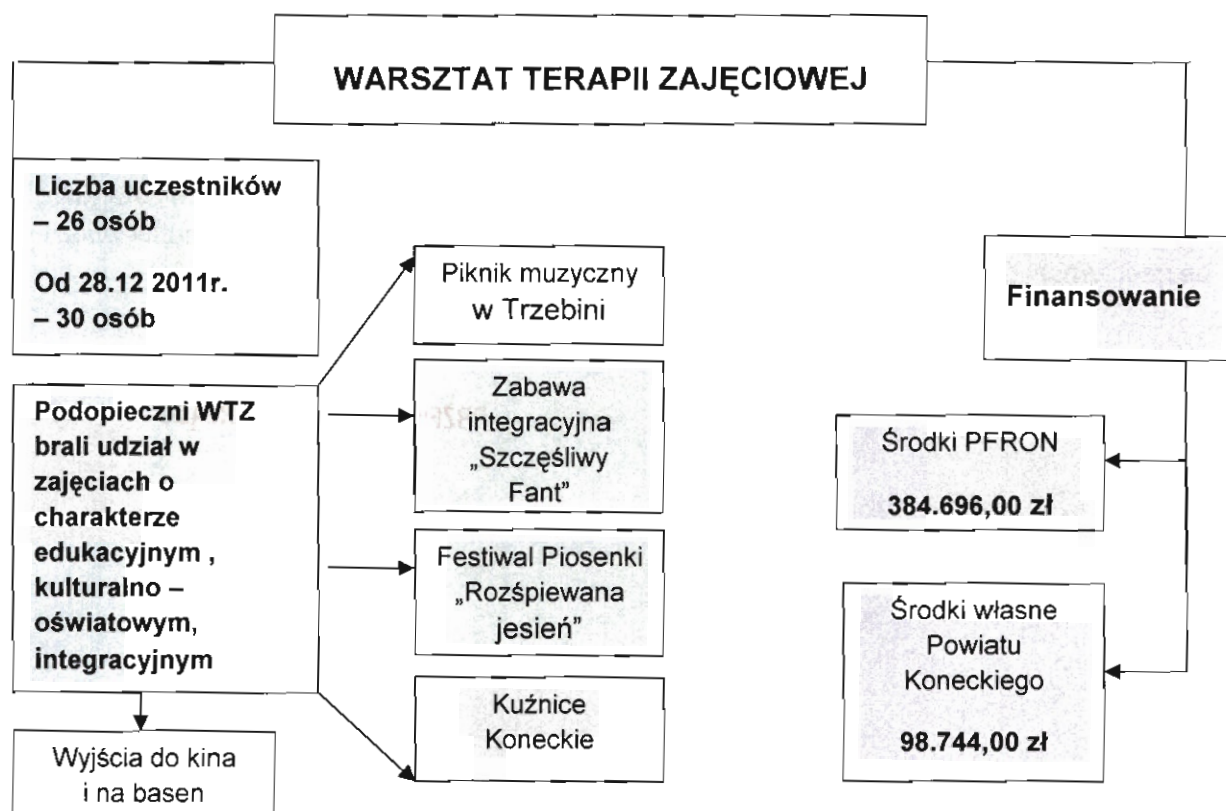 WARSZTAT TERAPII ZAJĘCIOWEJ
Liczba uczestników
– 26 osób
Od 28.12 2011r.
– 30 osób
Podopieczni WTZ
brali udział w
zajęciach o
charakterze
edukacyjnym ,
kulturalno –
oświatowym,
integracyjnym
Wyjścia do kina
i na basen
Piknik muzyczny
w Trzebini
Zabawa
integracyjna
„Szczęśliwy
Fant”
Festiwal Piosenki
„Rozśpiewana
jesień”
Kuźnice
Koneckie
Finansowanie
Środki PFRON
384.696,00 zł
Środki własne
Powiatu
Koneckiego
98.744,00 zł